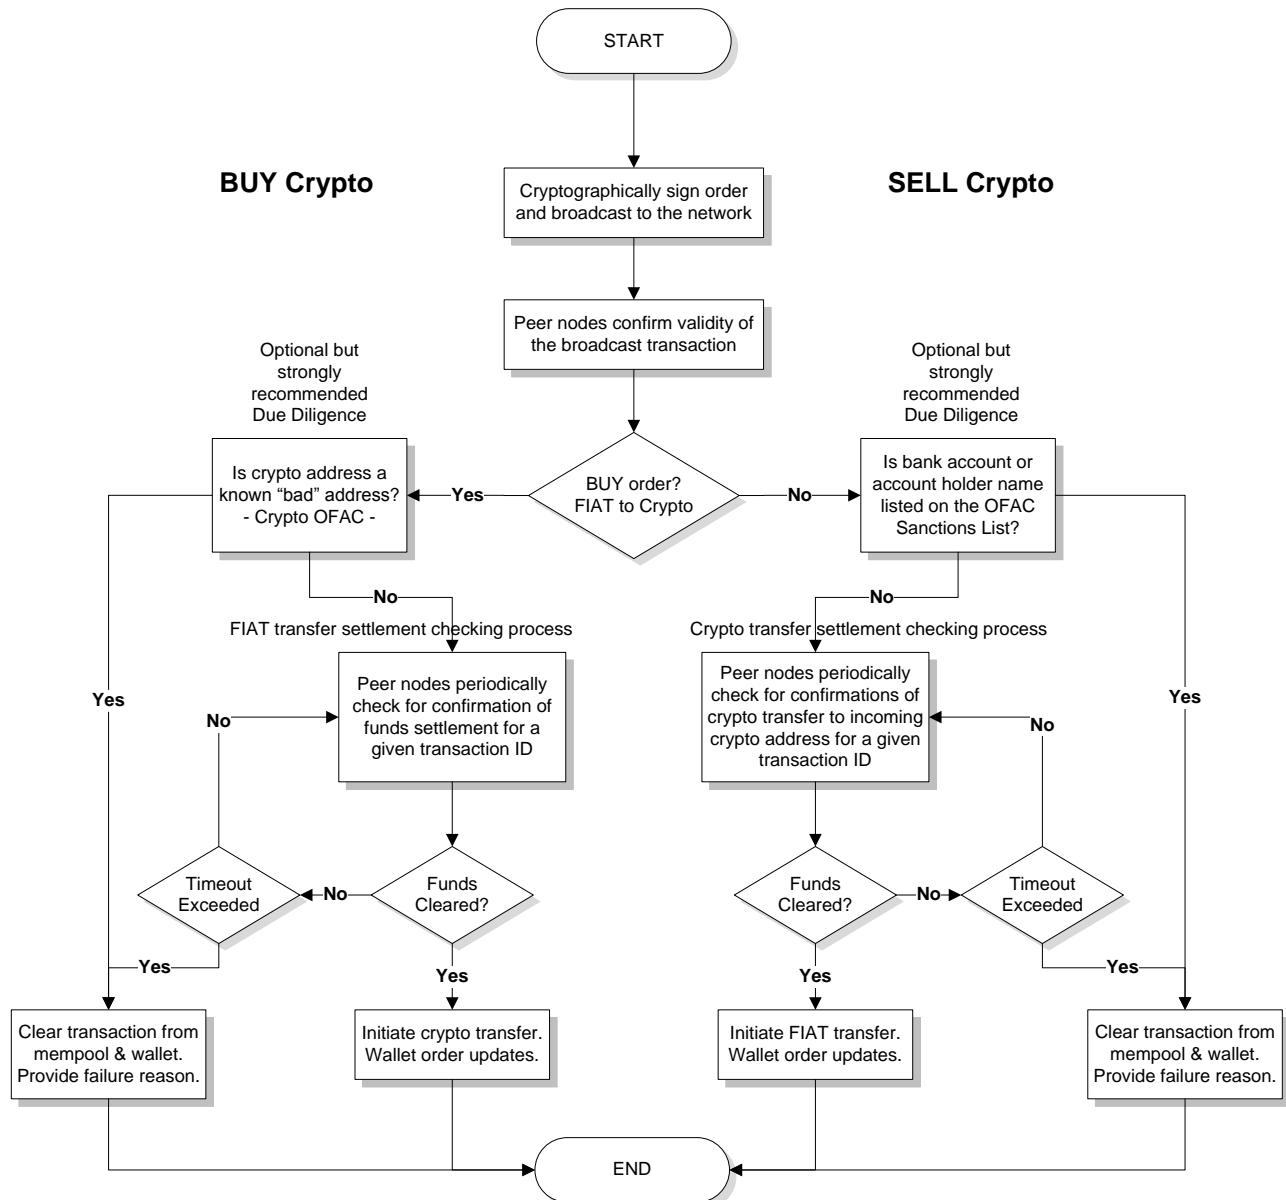 START
BUY Crypto
SELL Crypto
Cryptographically sign order
and broadcast to the network
Peer nodes confirm validity of
the broadcast transaction
Optional but
strongly
recommended
Due Diligence
Optional but
strongly
recommended
Due Diligence
Is crypto address a
known “bad” address?
- Crypto OFAC -
Yes
BUY order?
FIAT to Crypto
No
Is bank account or
account holder name
listed on the OFAC
Sanctions List?
No
No
FIAT transfer settlement checking process
Crypto transfer settlement checking process
Yes
Peer nodes periodically
check for confirmation of
funds settlement for a
given transaction ID
No
Peer nodes periodically
check for confirmations of
crypto transfer to incoming
crypto address for a given
transaction ID
No
Yes
Timeout
Exceeded
No
Funds
Cleared?
Funds
Cleared?
No
Timeout
Exceeded
Yes
Yes
Yes
Yes
Clear transaction from
mempool & wallet.
Provide failure reason.
Initiate crypto transfer.
Wallet order updates.
Initiate FIAT transfer.
Wallet order updates.
Clear transaction from
mempool & wallet.
Provide failure reason.
END